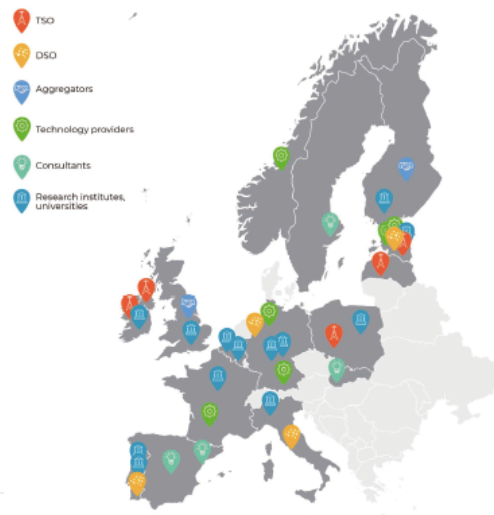 TSO
DSO
Aggregators
Technology providers
Consultants
Research institutes,
universities